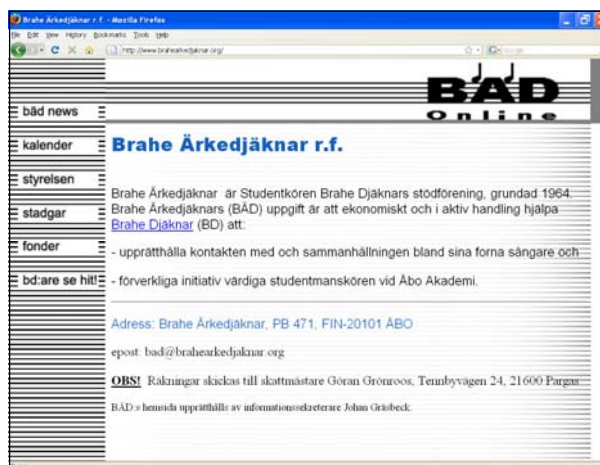 Brahe Ärkedjäknar r.f. - Mozilla Firefox
File Edit View History Bookmarks Tools Help
http://www.brahearkedjaknar.org/
BÄD
Online
bäd news
kalender
styrelsen
stadgar
fonder
bd:are se hit!
Brahe Ärkedjäknar r.f.
Brahe Ärkedjäknar är Studentkören Brahe Djäknars stödförening, grundad 1964.
Brahe Ärkedjäknars (BÄD) uppgift är att ekonomiskt och i aktiv handling hjälpa
Brahe Djäknar (BD) att:
- upprätthålla kontakten med och sammanhållningen bland sina forna sångare och
- förverkliga initiativ värdiga studentmanskören vid Åbo Akademi.
Adress: Brahe Ärkedjäknar, PB 471, FIN-20101 ÅBO
epost: bad@brahearkedjaknar.org
OBS! Räkningar skickas till skattmästare Göran Grönroos, Tennbyvägen 24, 21600 Pargas
BÄD:s hemsida upprätthålls av informationssekreterare Johan Gräsbeck.